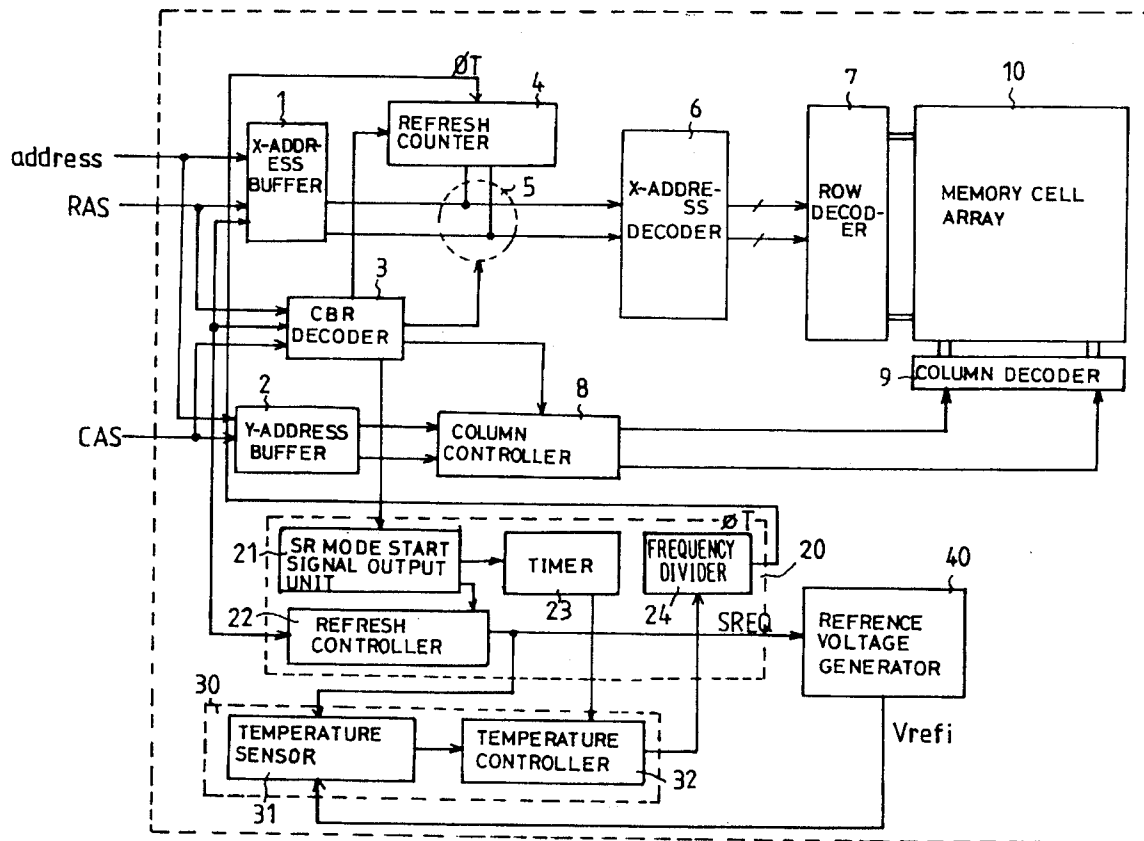 ØT
4
7
10
1
REFRESH
COUNTER
6
address
X-ADDR-
ESS
BUFFER
5
X-ADDRE-
SS
DECODER
ROW
DECOD-
ER
MEMORY CELL
ARRAY
RAS
3
CBR
DECODER
9
COLUMN DECODER
2
8
CAS
Y-ADDRESS
BUFFER
COLUMN
CONTROLLER
ØT
21
SR MODE START
SIGNAL OUTPUT
UNIT
TIMER
23
FREQUENCY
DIVIDER
24
20
40
22
REFRESH
CONTROLLER
SREQ
REFRENCE
VOLTAGE
GENERATOR
30
TEMPERATURE
SENSOR
31
TEMPERATURE
CONTROLLER
32
Vrefi